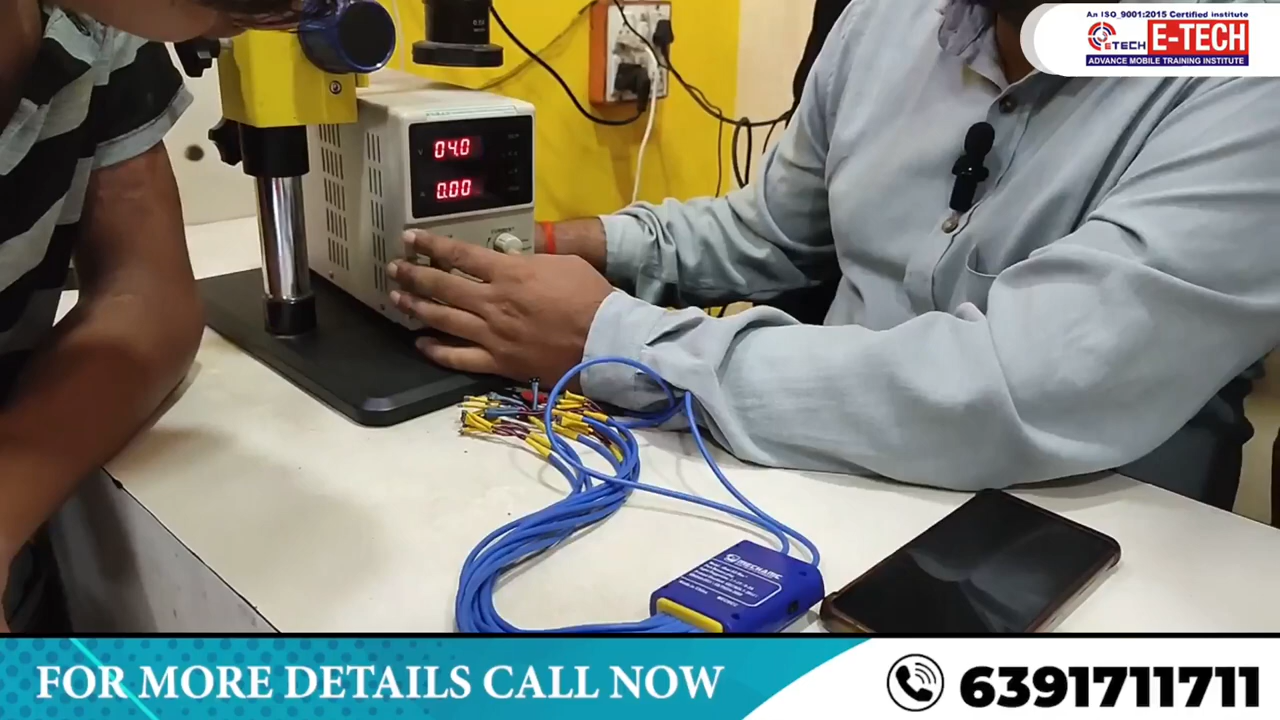 An ISO 9001:2015 Certified institute
ETECH E-TECH
ADVANCE MOBILE TRAINING INSTITUTE
V 04.0
0.00
MECHANIC
FOR MORE DETAILS CALL NOW
6391711711